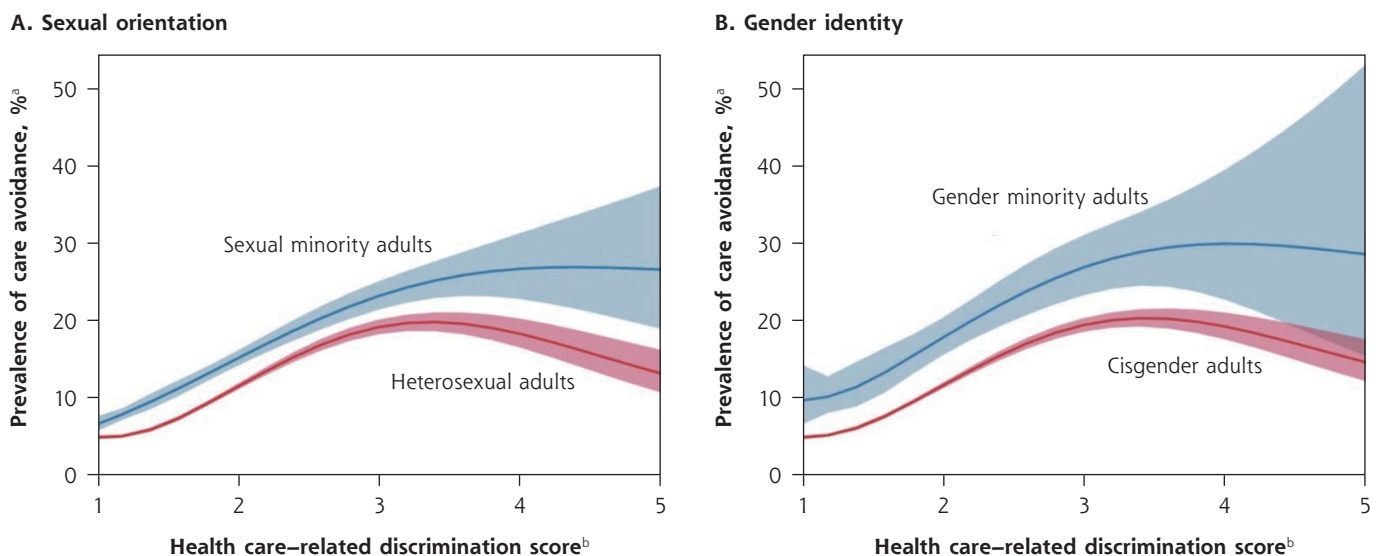 A. Sexual orientation
B. Gender identity
Prevalence of care avoidance, %ᵃ
50
40
30
20
10
0
Sexual minority adults
Heterosexual adults
1 2 3 4 5
Health care–related discrimination scoreᵇ
Prevalence of care avoidance, %ᵃ
50
40
30
20
10
0
Gender minority adults
Cisgender adults
1 2 3 4 5
Health care–related discrimination scoreᵇ